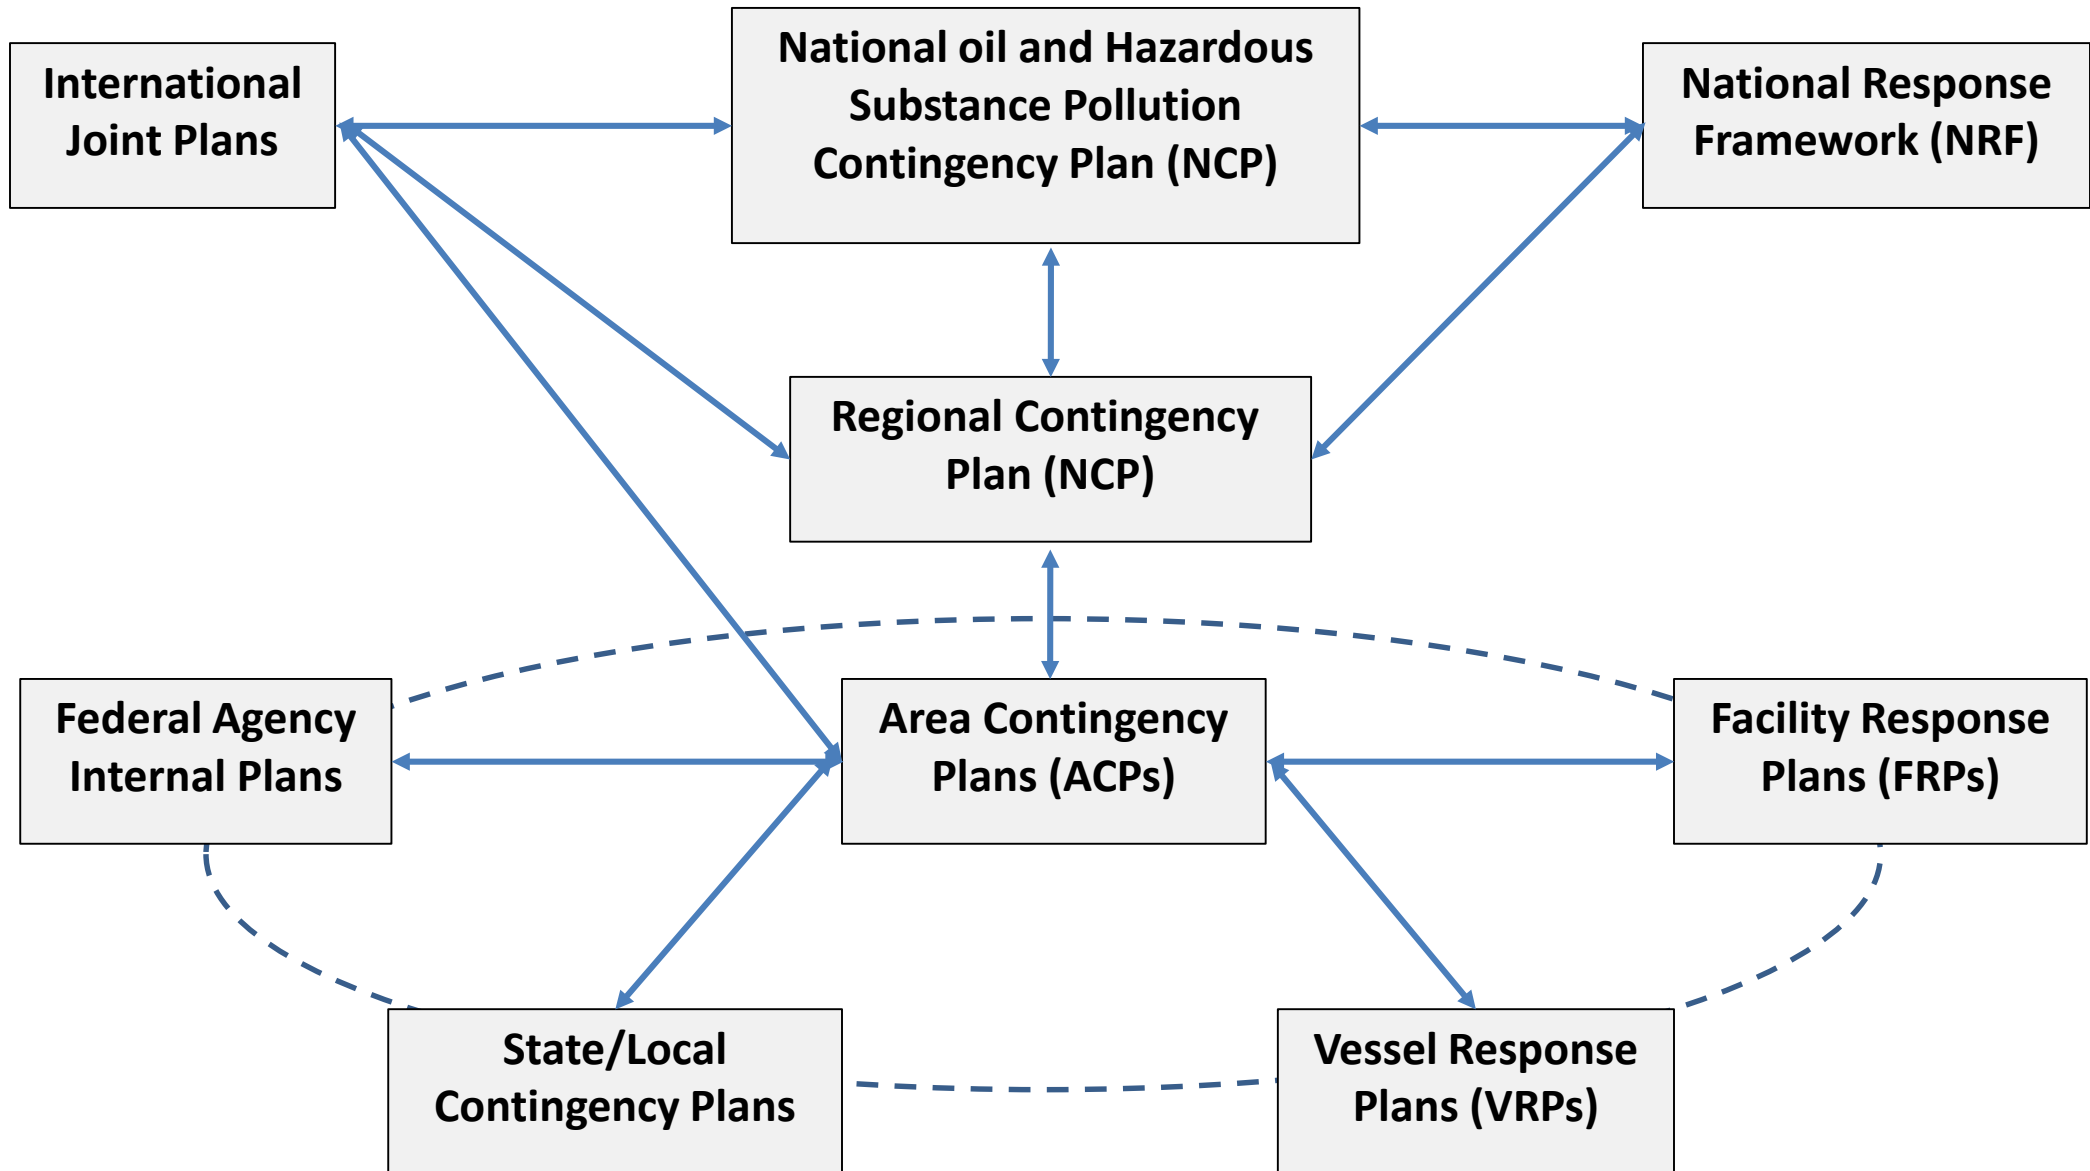 International
Joint Plans
National oil and Hazardous
Substance Pollution
Contingency Plan (NCP)
National Response
Framework (NRF)
Regional Contingency
Plan (NCP)
Federal Agency
Internal Plans
Area Contingency
Plans (ACPs)
Facility Response
Plans (FRPs)
State/Local
Contingency Plans
Vessel Response
Plans (VRPs)